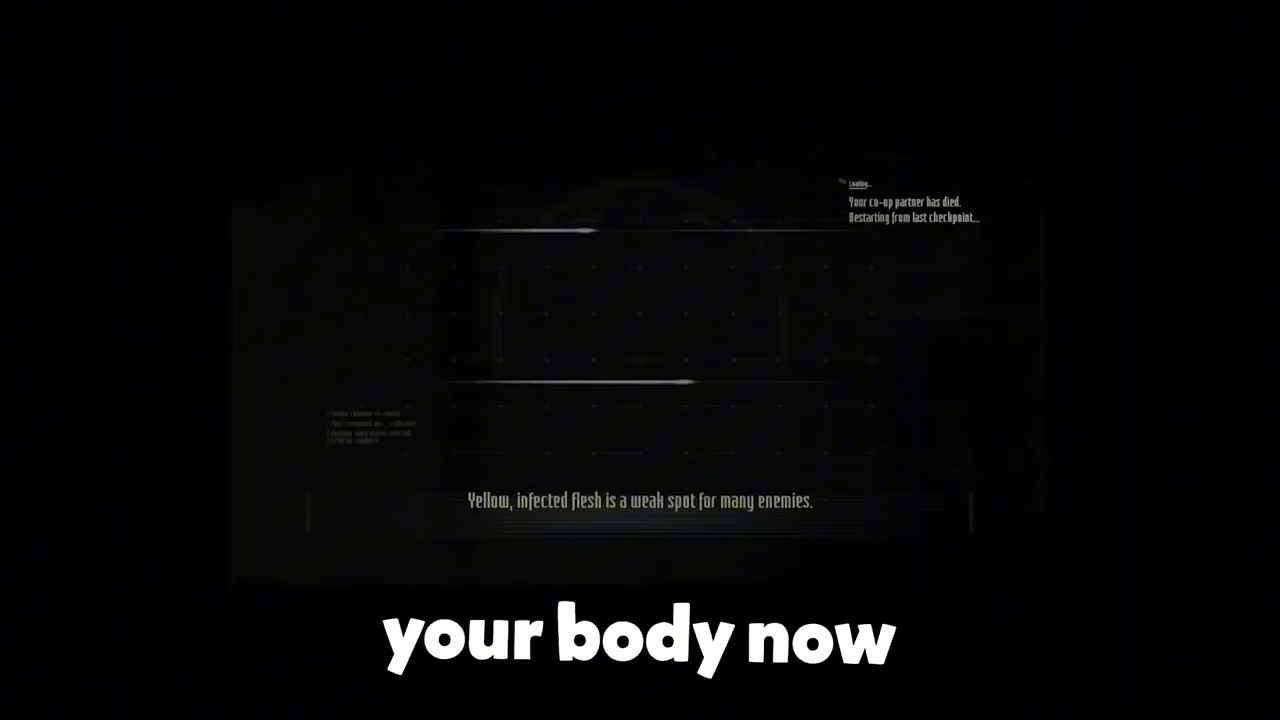 Loading...
Your co-op partner has died.
Restarting from last checkpoint...
Yellow, infected flesh is a weak spot for many enemies.
your body now